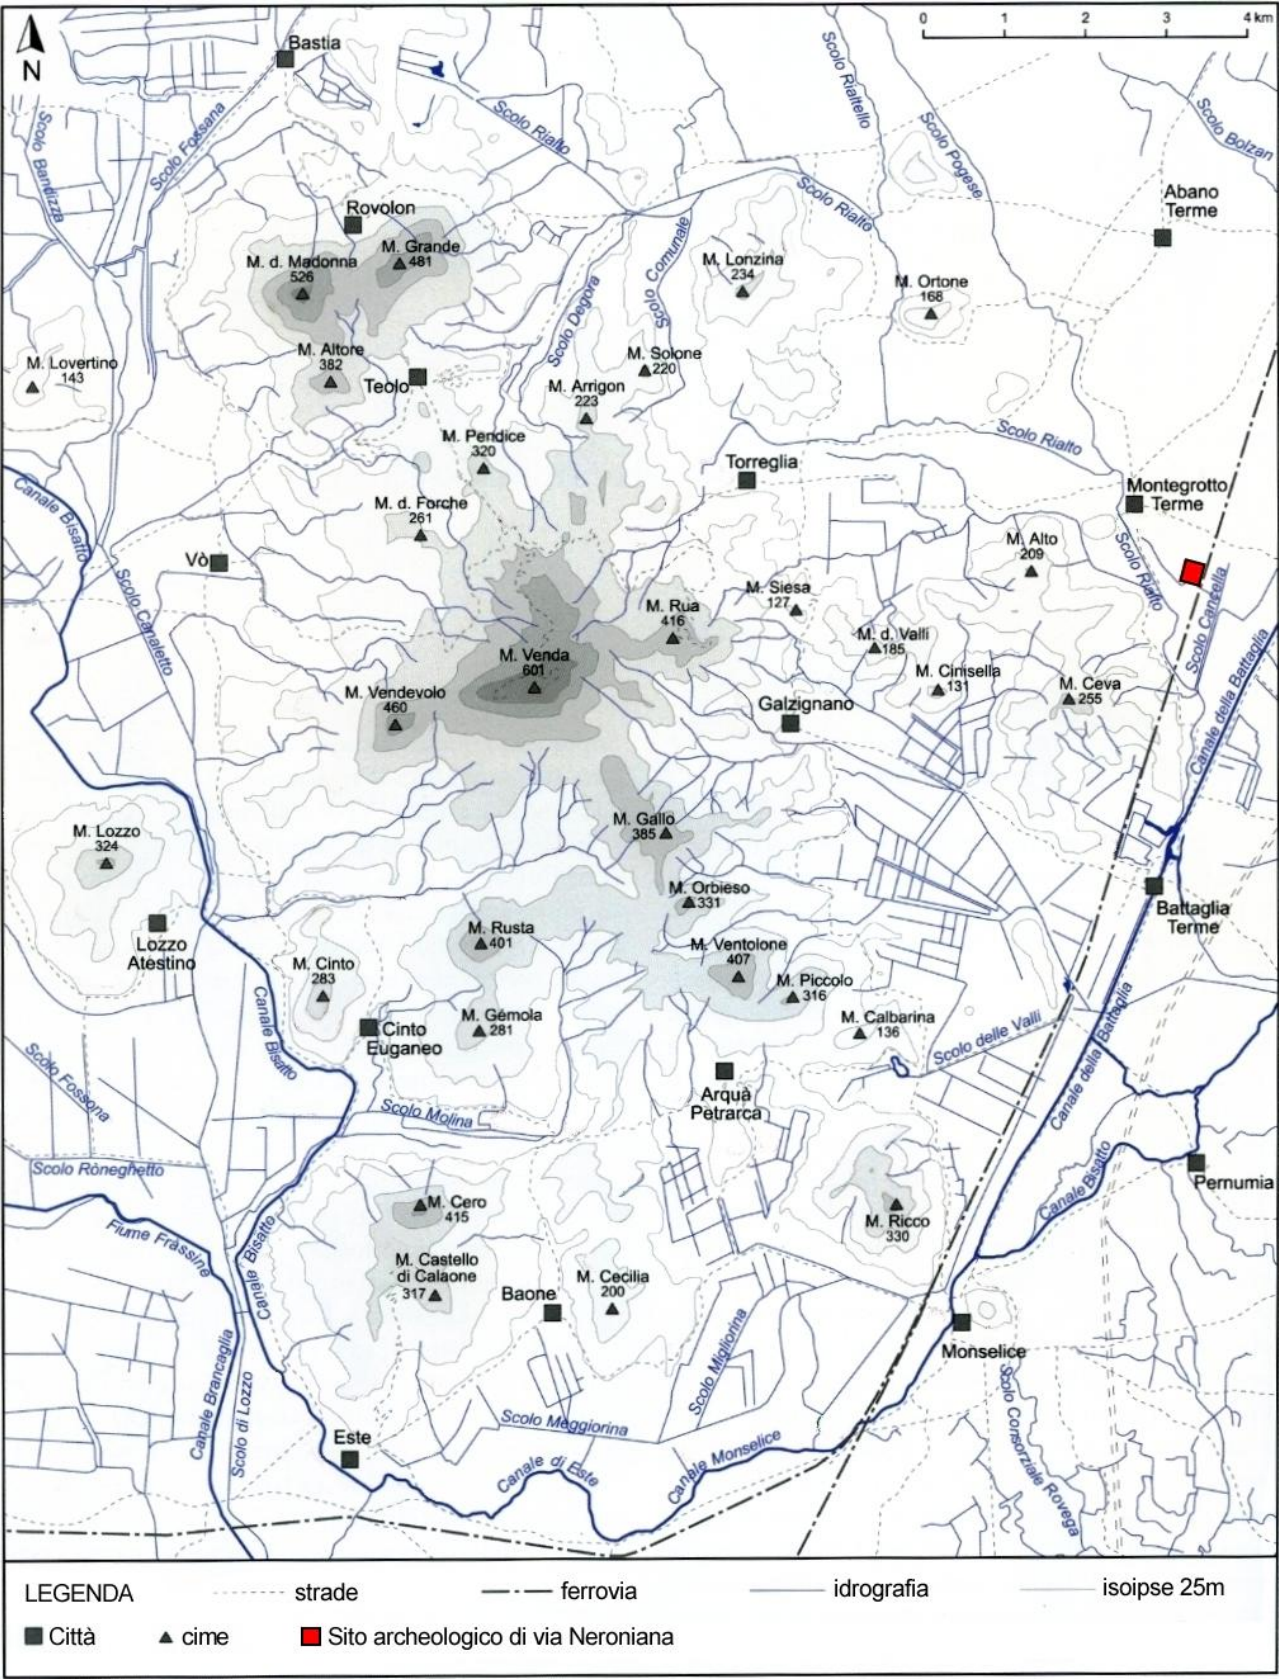 0 1 2 3 4 km
N
Bastia
Scolo Rialtello
Scolo Bolzan
Scolo Fossana
Scolo Rialto
Scolo Pogese
Scolo Bandizza
Abano
Terme
Scolo Rialto
Rovolon
M. Grande
481
M. d. Madonna
526
Scolo Comunale
M. Lonzina
234
M. Ortone
168
Scolo Degora
M. Lovertino
143
M. Altore
382
Teolo
M. Solone
220
M. Arrigon
223
M. Pendice
320
Scolo Rialto
Torreglia
Canale Bisatto
Montegrotto
Terme
M. d. Forche
261
Vò
M. Alto
209
Scolo Rialto
Scolo Canaletto
M. Siesa
127
M. Rua
416
M. d. Valli
185
Scolo Cansella
M. Venda
601
M. Cinisella
131
M. Ceva
255
M. Vendevolo
460
Galzignano
Canale della Battaglia
M. Lozzo
324
M. Gallo
385
M. Orbieso
331
Battaglia
Terme
Lozzo
Atestino
M. Rusta
401
M. Ventolone
407
M. Cinto
283
M. Piccolo
316
Canale Bisatto
Cinto
Euganeo
M. Gémola
281
M. Calbarina
136
Scolo delle Valli
Canale della Battaglia
Scolo Fossona
Arquà
Petrarca
Scolo Molina
Scolo Ròneghetto
Canale Bisatto
Pernumia
M. Cero
415
M. Ricco
330
Fiume Fràssine
Canale Bisatto
M. Castello
di Calaone
317
Baone
M. Cecilia
200
Monselice
Scolo Migliorina
Canale Brancaglia
Scolo di Lozzo
Scolo Consorziale Rovega
Este
Scolo Meggiorina
Canale di Este
Canale Monselice
LEGENDA strade ferrovia idrografia isoipse 25m
Città cime Sito archeologico di via Neroniana